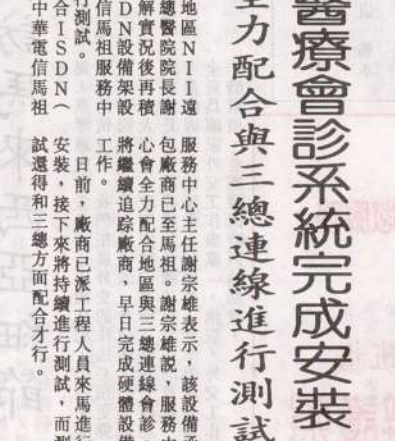 醫療會診系統完成安裝
全力配合與三總連線進行測試
地區NII遠
總醫院院長謝
解實況後再積
DN設備架設
信馬祖服務中
行測試。
合ISDN（
中華電信馬祖
服務中心主任謝宗雄表示，該設備承
包廠商已至馬祖。謝宗雄說，服務中
心會全力配合地區與三總連線會診，
將繼續追踪廠商，早日完成硬體設備
工作。
日前，廠商已派工程人員來馬進行
安裝，接下來將持續進行測試，而測
試還得和三總方面配合才行。